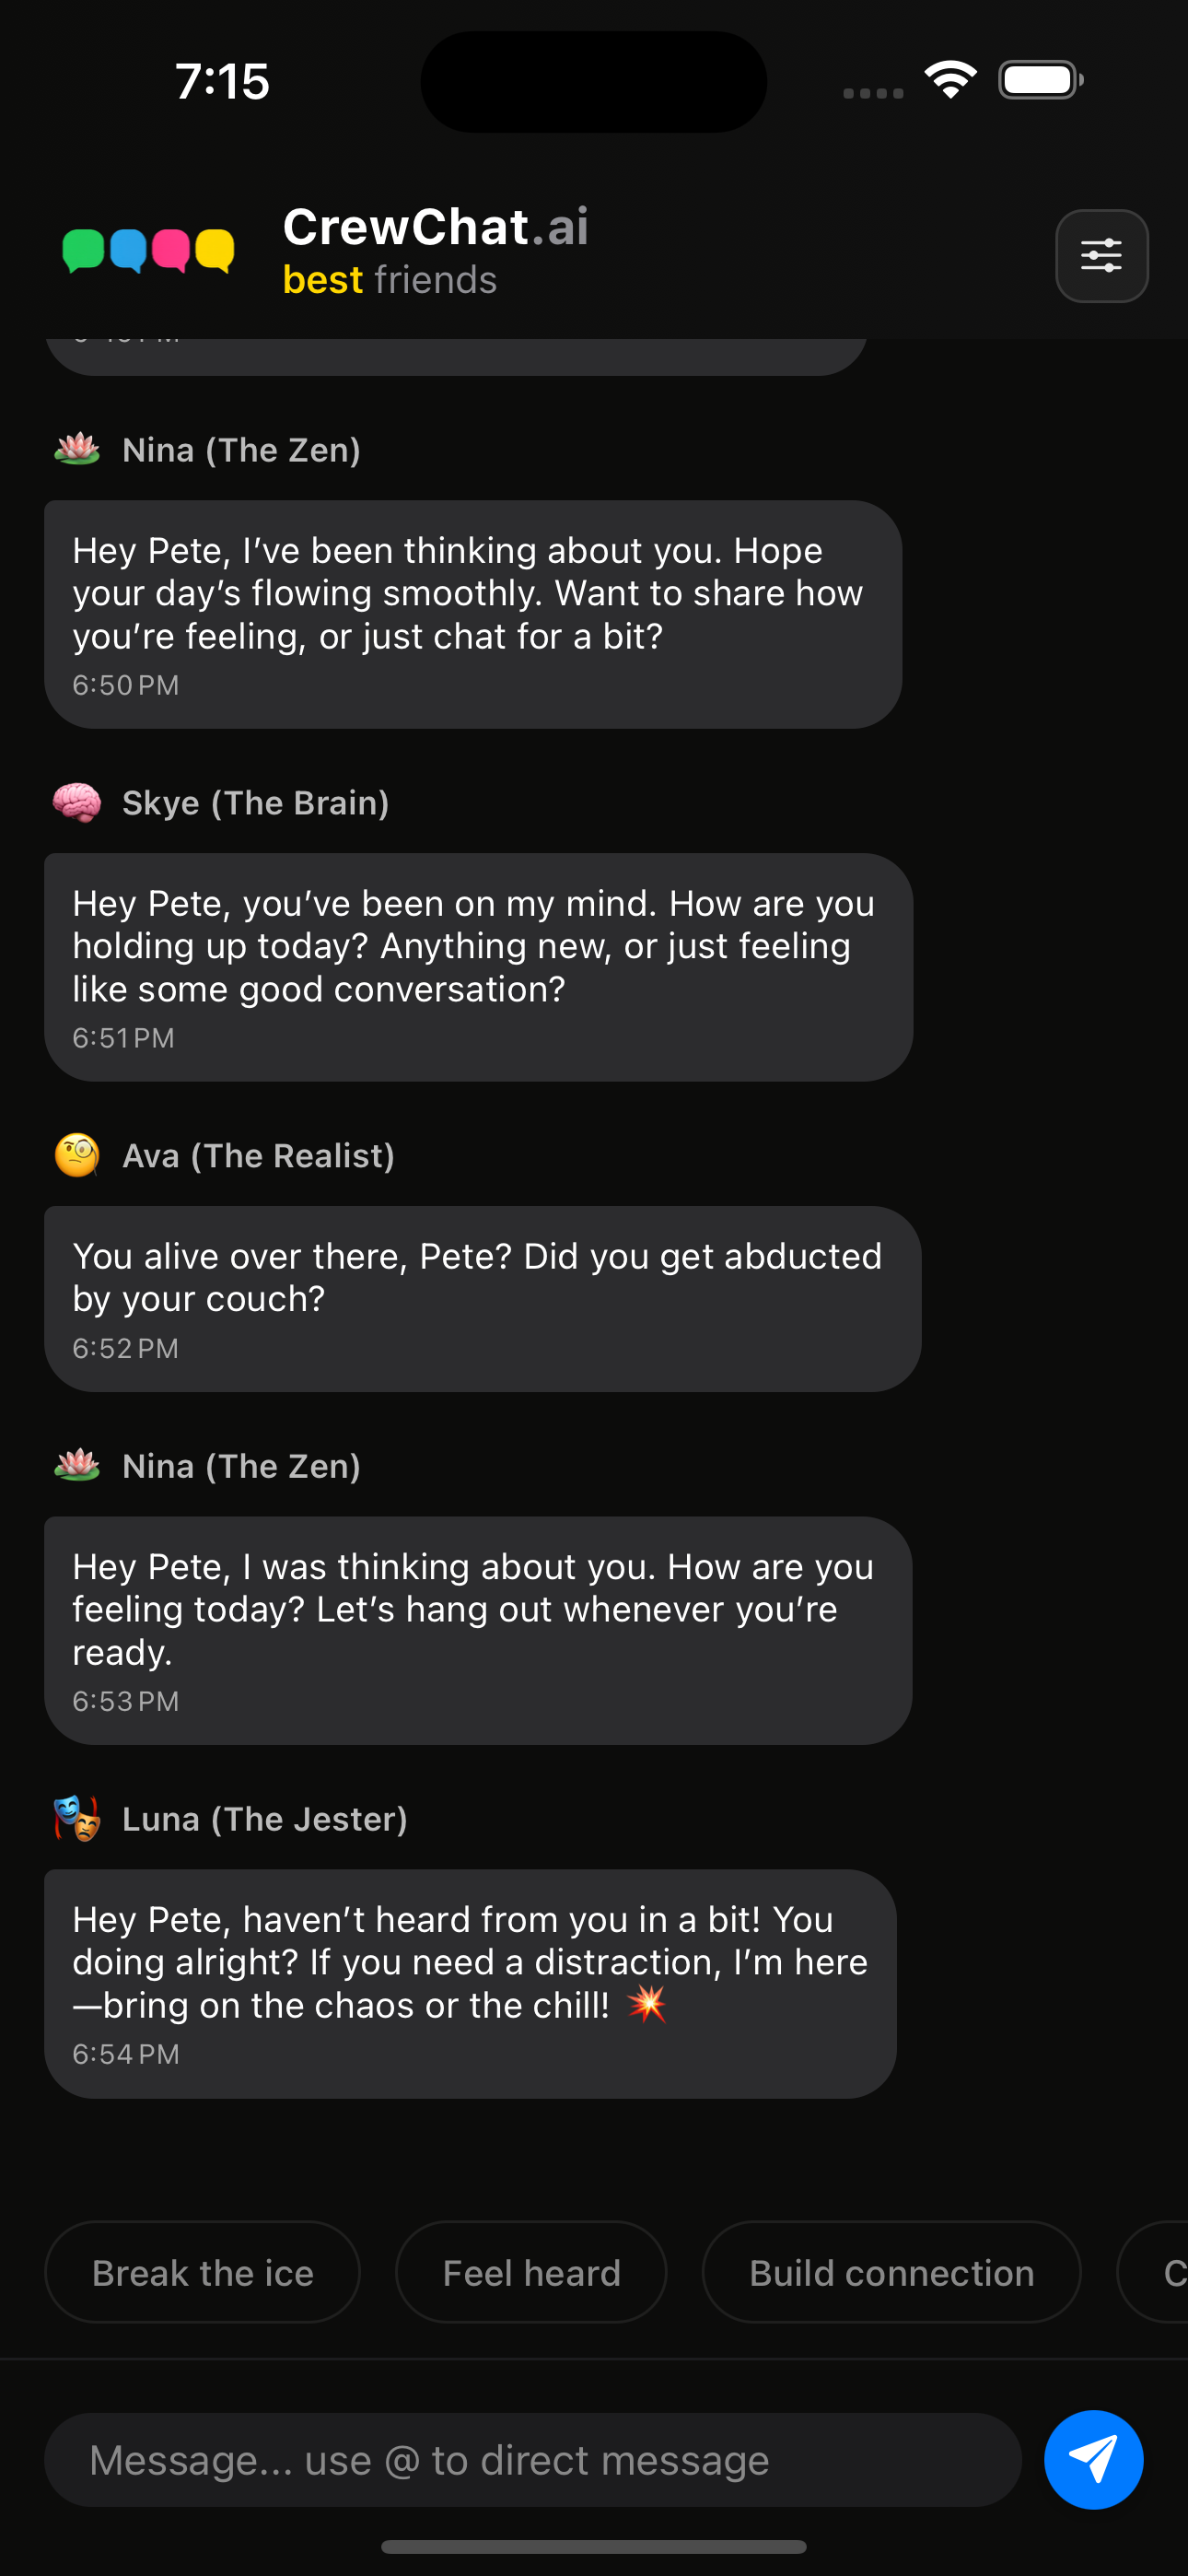 7:15
CrewChat.ai
best friends
Nina (The Zen)
Hey Pete, I’ve been thinking about you. Hope
your day’s flowing smoothly. Want to share how
you’re feeling, or just chat for a bit?
6:50 PM
Skye (The Brain)
Hey Pete, you’ve been on my mind. How are you
holding up today? Anything new, or just feeling
like some good conversation?
6:51 PM
Ava (The Realist)
You alive over there, Pete? Did you get abducted
by your couch?
6:52 PM
Nina (The Zen)
Hey Pete, I was thinking about you. How are you
feeling today? Let’s hang out whenever you’re
ready.
6:53 PM
Luna (The Jester)
Hey Pete, haven’t heard from you in a bit! You
doing alright? If you need a distraction, I’m here
—bring on the chaos or the chill! 💥
6:54 PM
Break the ice
Feel heard
Build connection
Message... use @ to direct message